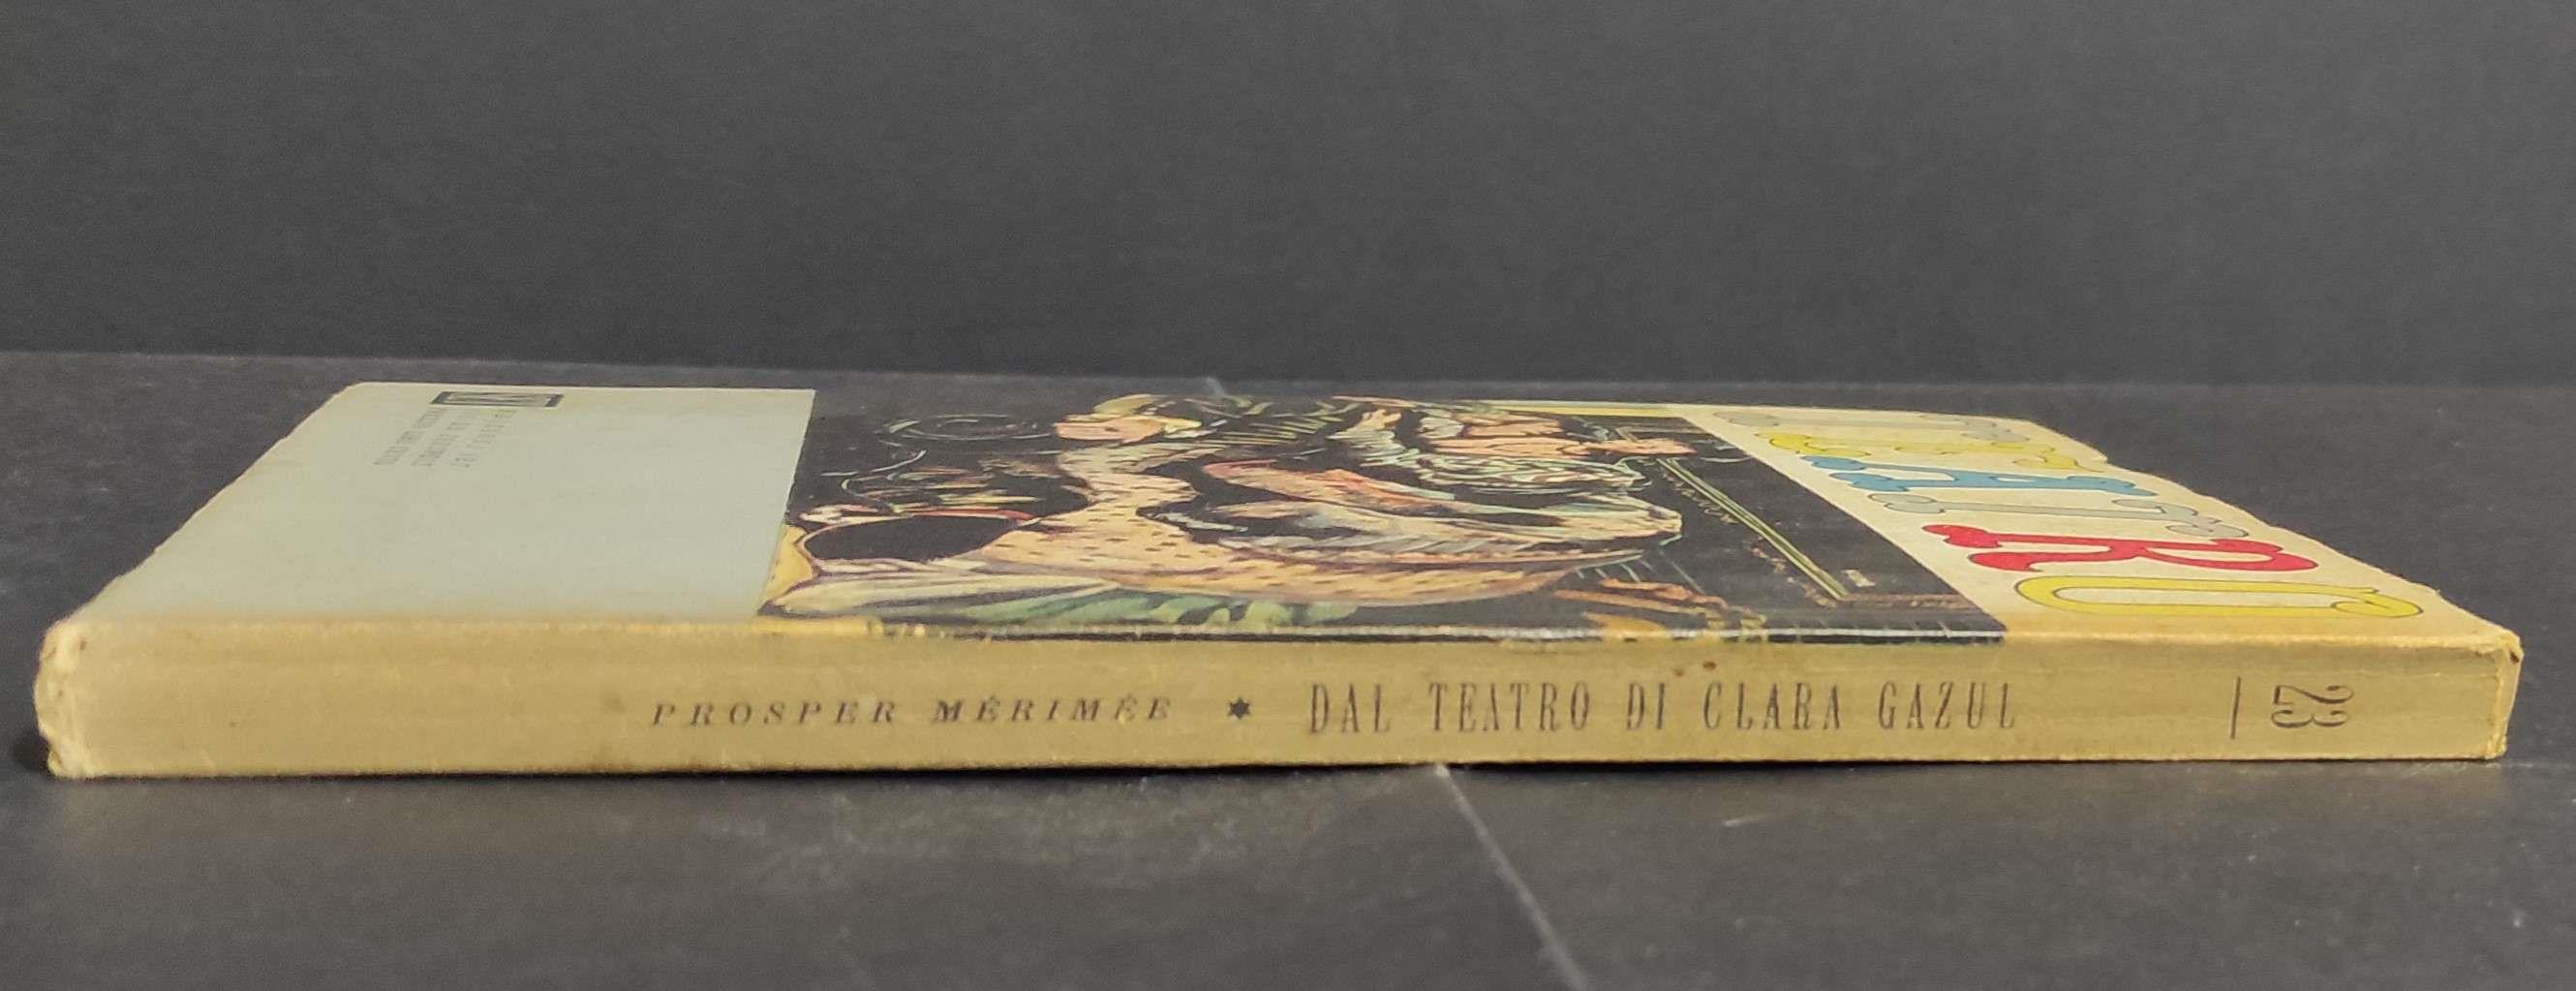 PROSPER MÉRIMÉE ★ DAL TEATRO DI CLARA GAZUL
23
TEATRO